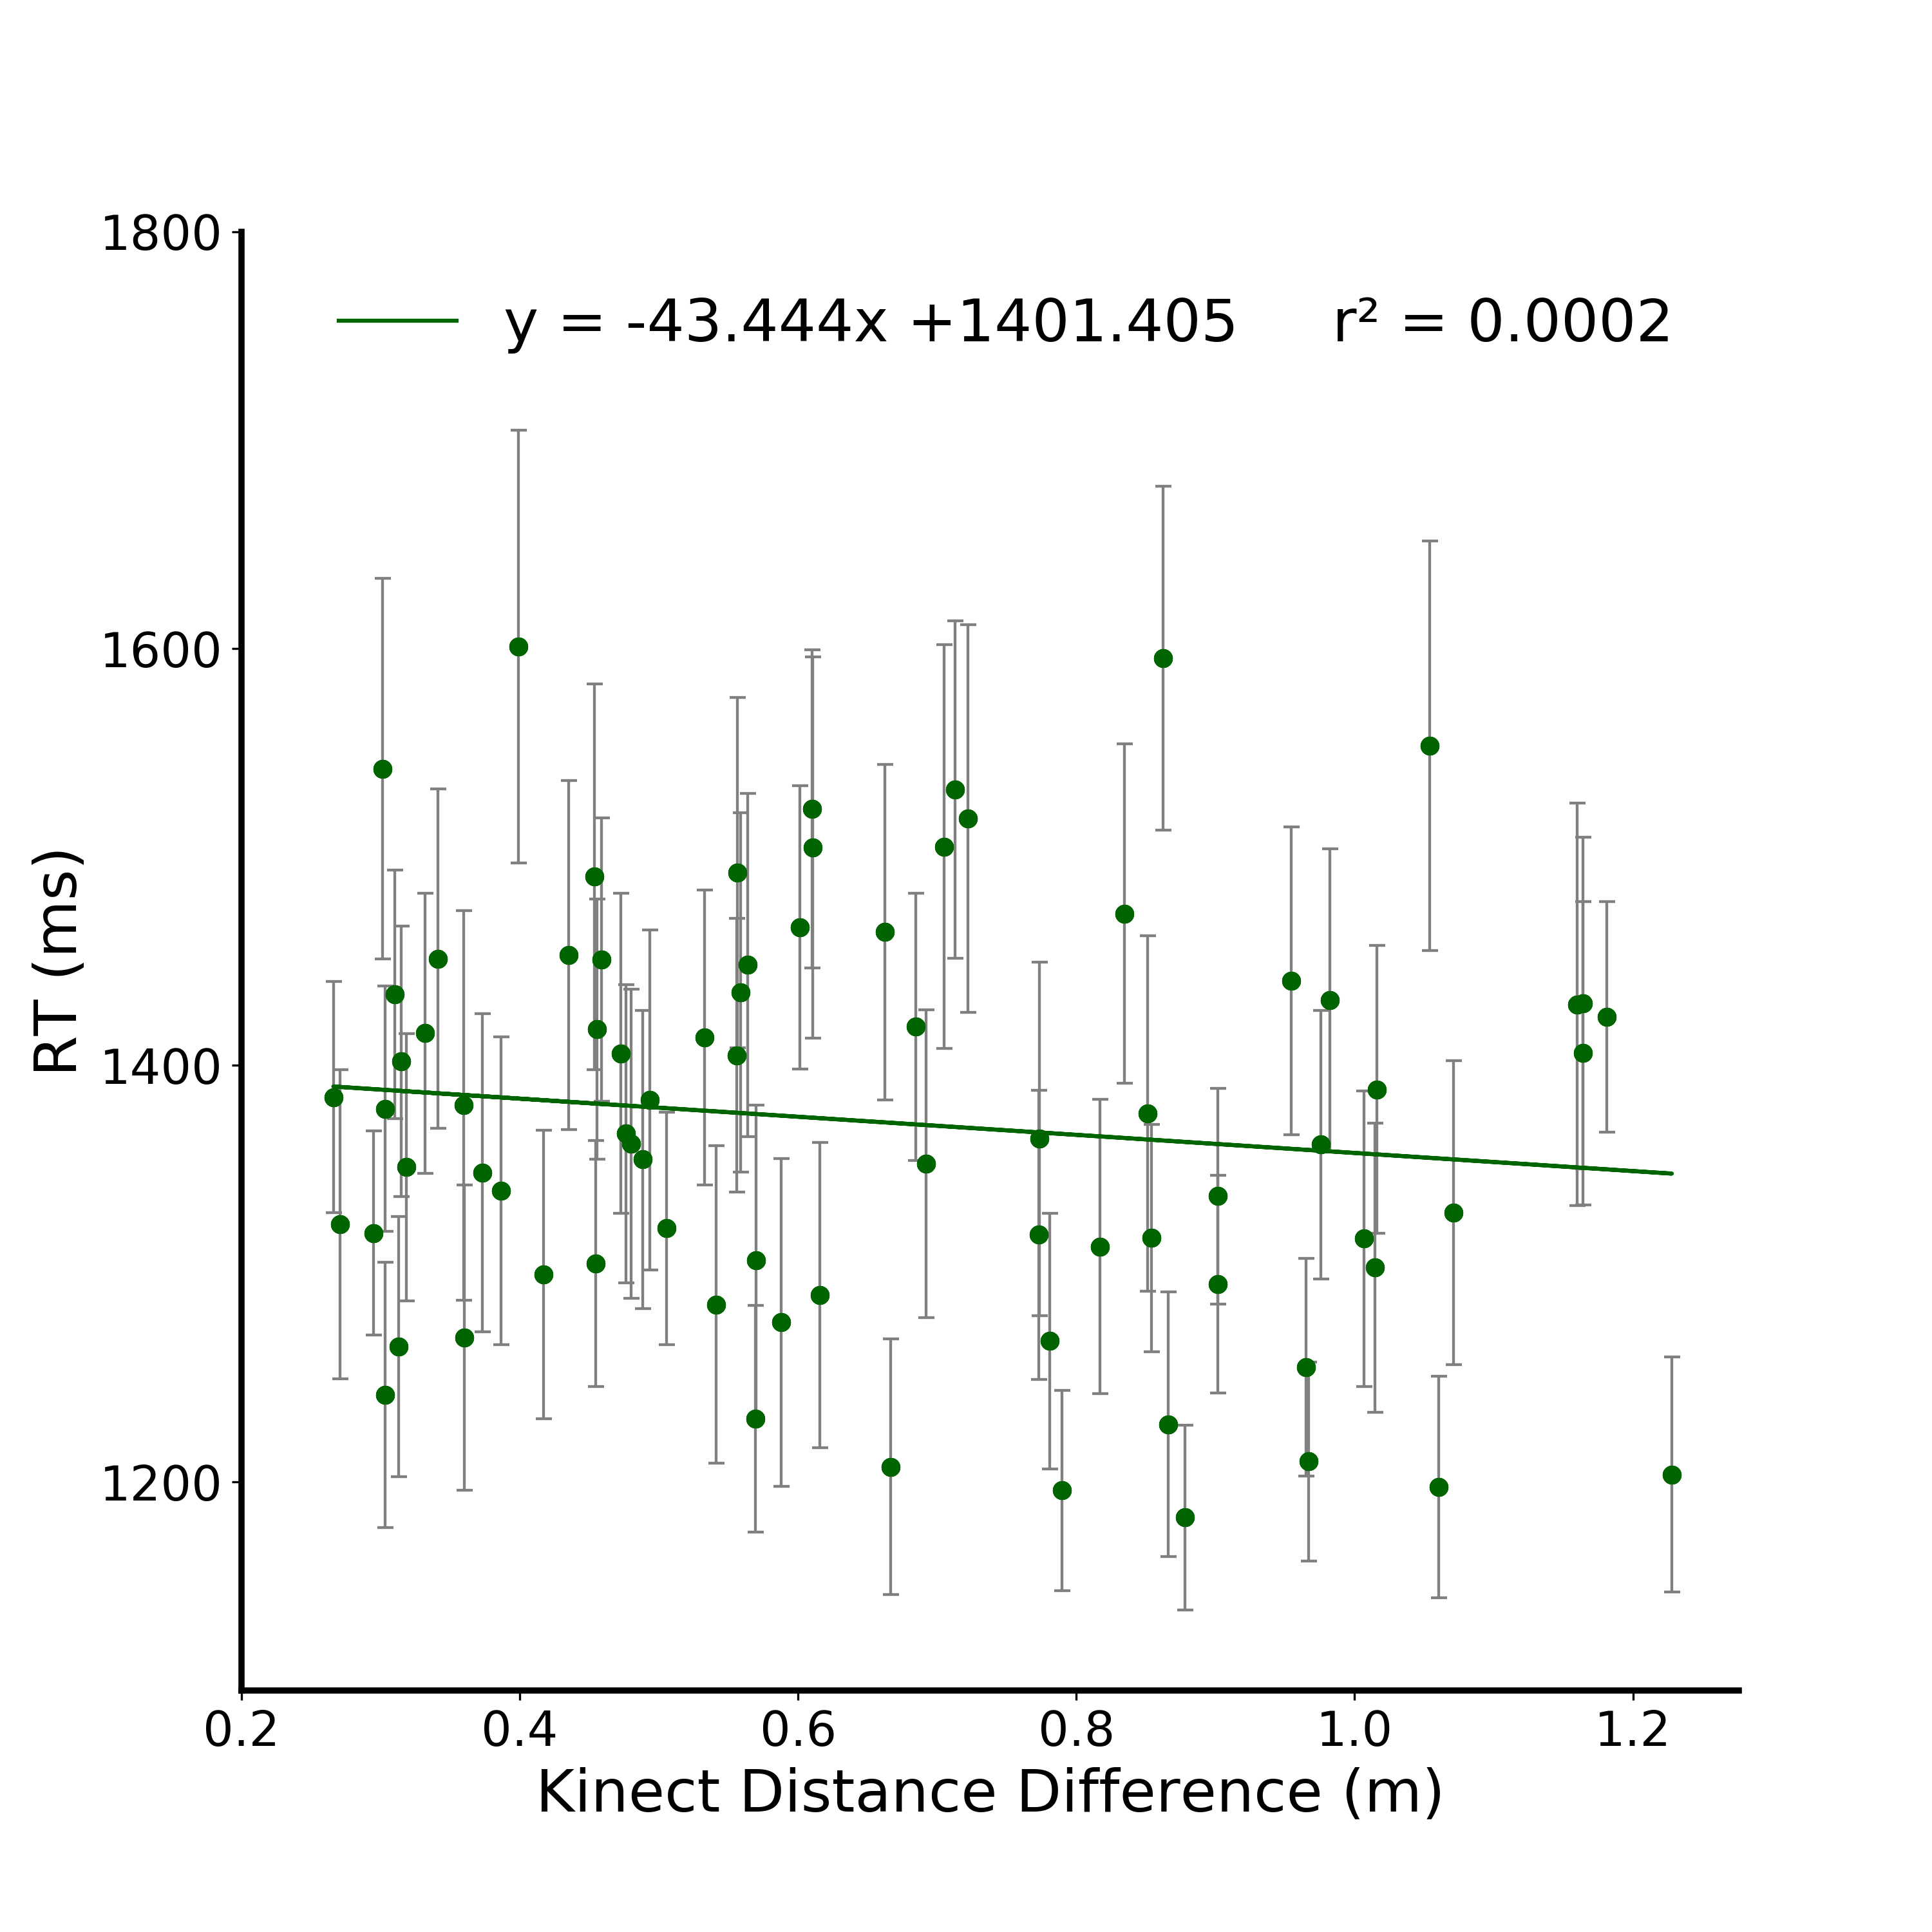 1800
y = -43.444x +1401.405 r² = 0.0002
1600
RT (ms)
1400
1200
0.2 0.4 0.6 0.8 1.0 1.2
Kinect Distance Difference (m)